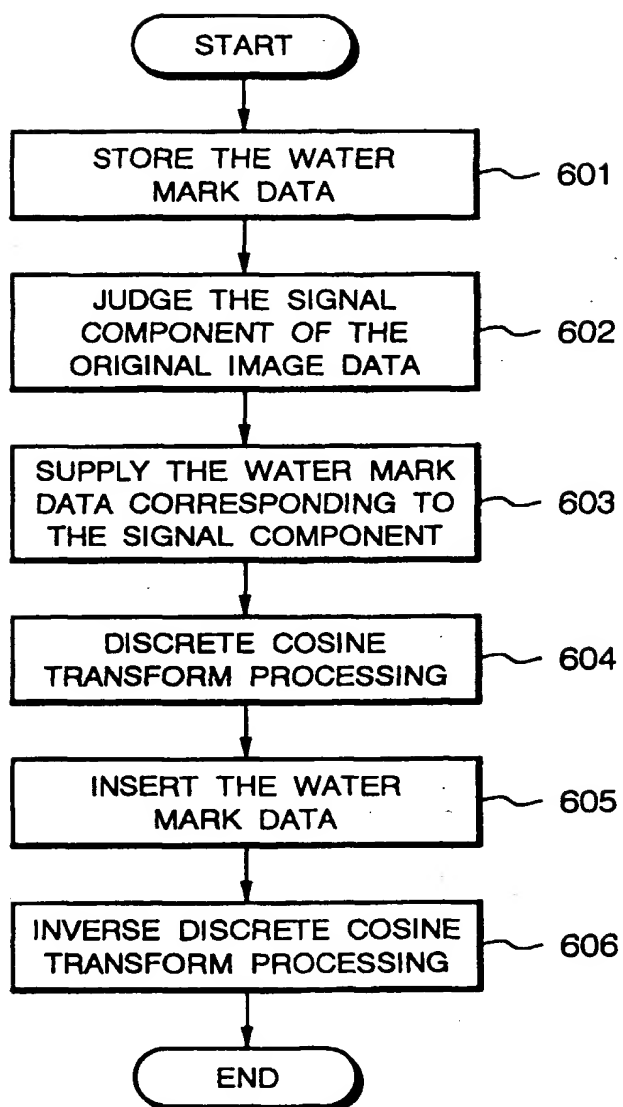 START
STORE THE WATER
MARK DATA
601
JUDGE THE SIGNAL
COMPONENT OF THE
ORIGINAL IMAGE DATA
602
SUPPLY THE WATER MARK
DATA CORRESPONDING TO
THE SIGNAL COMPONENT
603
DISCRETE COSINE
TRANSFORM PROCESSING
604
INSERT THE WATER
MARK DATA
605
INVERSE DISCRETE COSINE
TRANSFORM PROCESSING
606
END